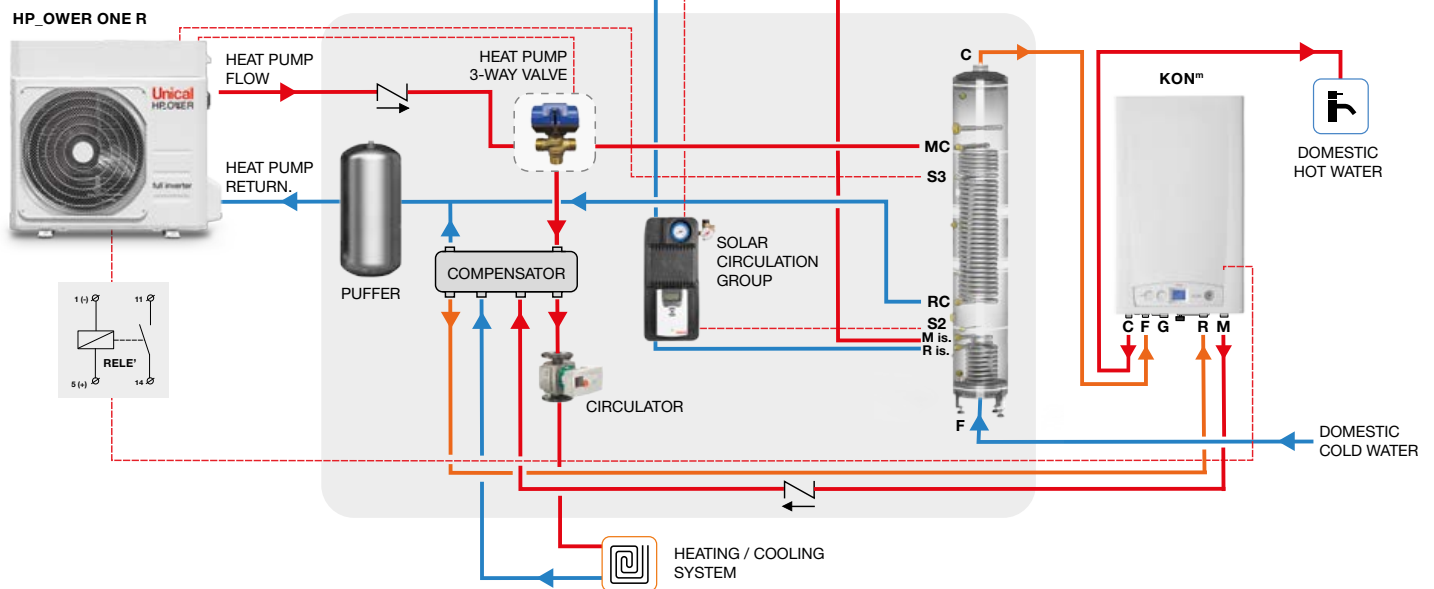 HP_OWER ONE R
HEAT PUMP
FLOW
HEAT PUMP
3-WAY VALVE
C
KONm
Unical
HP_OWER
DOMESTIC
HOT WATER
MC
HEAT PUMP
RETURN.
S3
full inverter
SOLAR
CIRCULATION
GROUP
COMPENSATOR
PUFFER
RC
S2
M is.
R is.
C F G R M
1 (-)
11
RELE'
5 (+)
14
CIRCULATOR
F
DOMESTIC
COLD WATER
HEATING / COOLING
SYSTEM